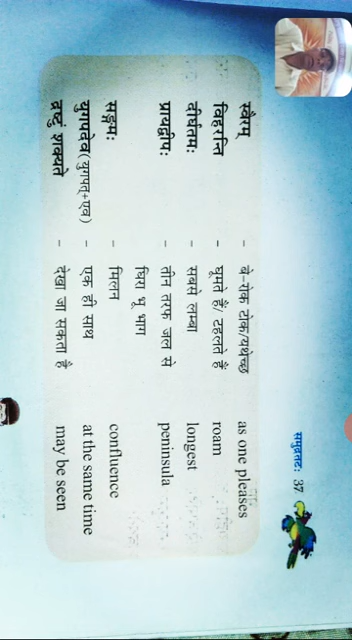 समुद्रतटः 37
स्वैरम् - बे-रोक टोक/यथेच्छ as one pleases
विहरन्ति - घूमते हैं/ टहलते हैं roam
दीर्घतमः - सबसे लम्बा longest
प्रायद्वीपः - तीन तरफ जल से peninsula
घिरा भू भाग
सङ्गमः - मिलन confluence
युगपदेव(युगपत्+एव) - एक ही साथ at the same time
द्रष्टुं शक्यते - देखा जा सकता है may be seen